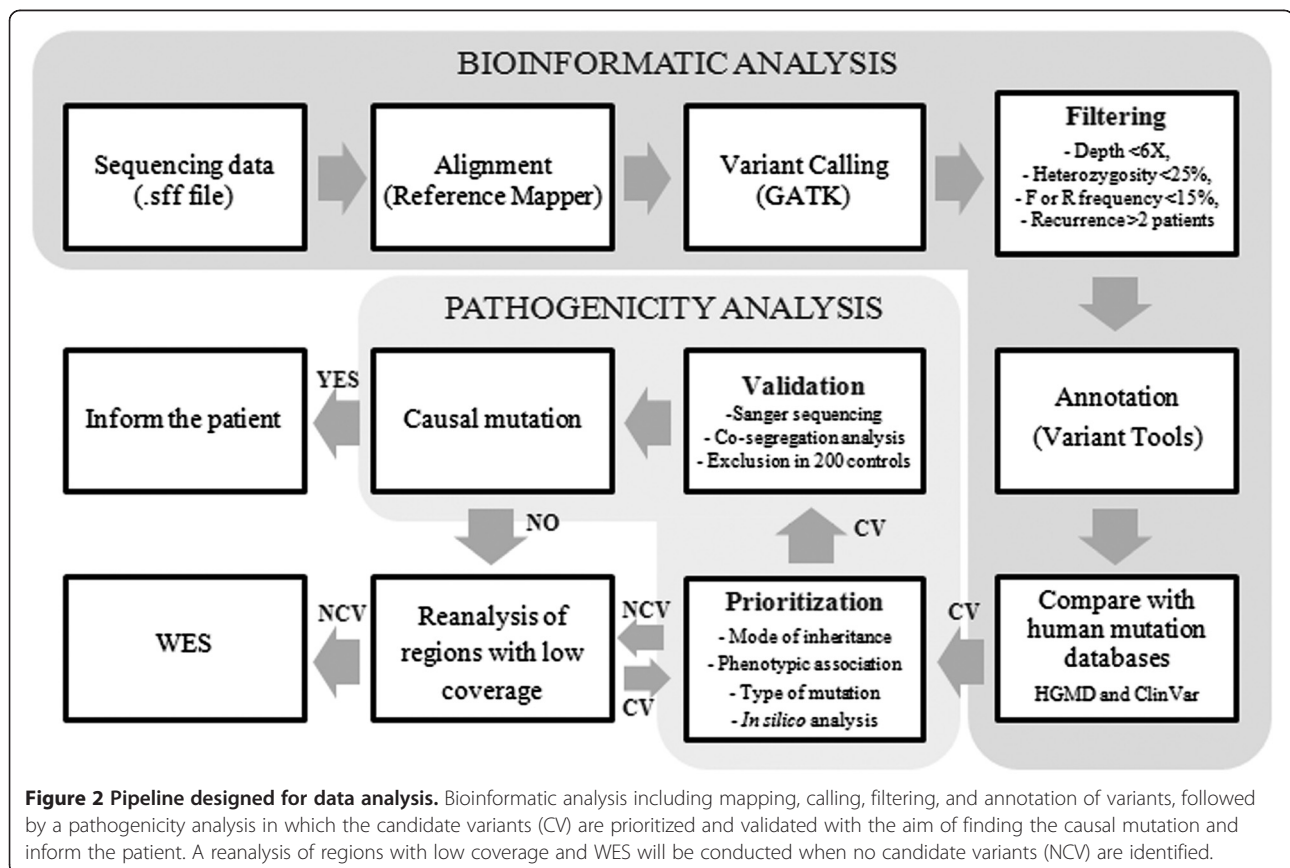 BIOINFORMATIC ANALYSIS
Sequencing data
(.sff file)
Alignment
(Reference Mapper)
Variant Calling
(GATK)
Filtering
- Depth <6X,
- Heterozygosity <25%,
- F or R frequency <15%,
- Recurrence >2 patients
PATHOGENICITY ANALYSIS
Inform the patient
YES
Causal mutation
Validation
-Sanger sequencing
- Co-segregation analysis
- Exclusion in 200 controls
Annotation
(Variant Tools)
NO
CV
WES
NCV
Reanalysis of
regions with low
coverage
NCV
CV
Prioritization
- Mode of inheritance
- Phenotypic association
- Type of mutation
- In silico analysis
CV
Compare with
human mutation
databases
HGMD and ClinVar
Figure 2 Pipeline designed for data analysis. Bioinformatic analysis including mapping, calling, filtering, and annotation of variants, followed
by a pathogenicity analysis in which the candidate variants (CV) are prioritized and validated with the aim of finding the causal mutation and
inform the patient. A reanalysis of regions with low coverage and WES will be conducted when no candidate variants (NCV) are identified.